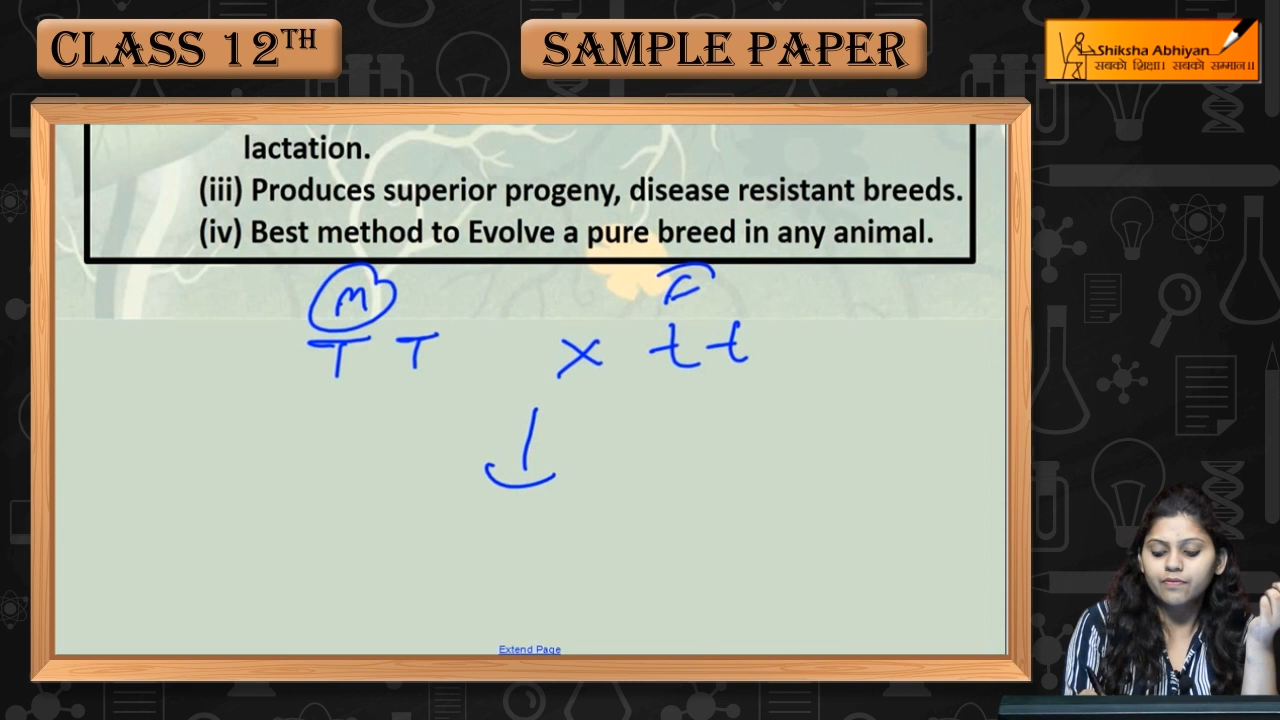 CLASS 12TH
SAMPLE PAPER
Shiksha Abhiyan
सबको शिक्षा। सबको सम्मान।।
lactation.
(iii) Produces superior progeny, disease resistant breeds.
(iv) Best method to Evolve a pure breed in any animal.
M
F
T T × t t
Extend Page